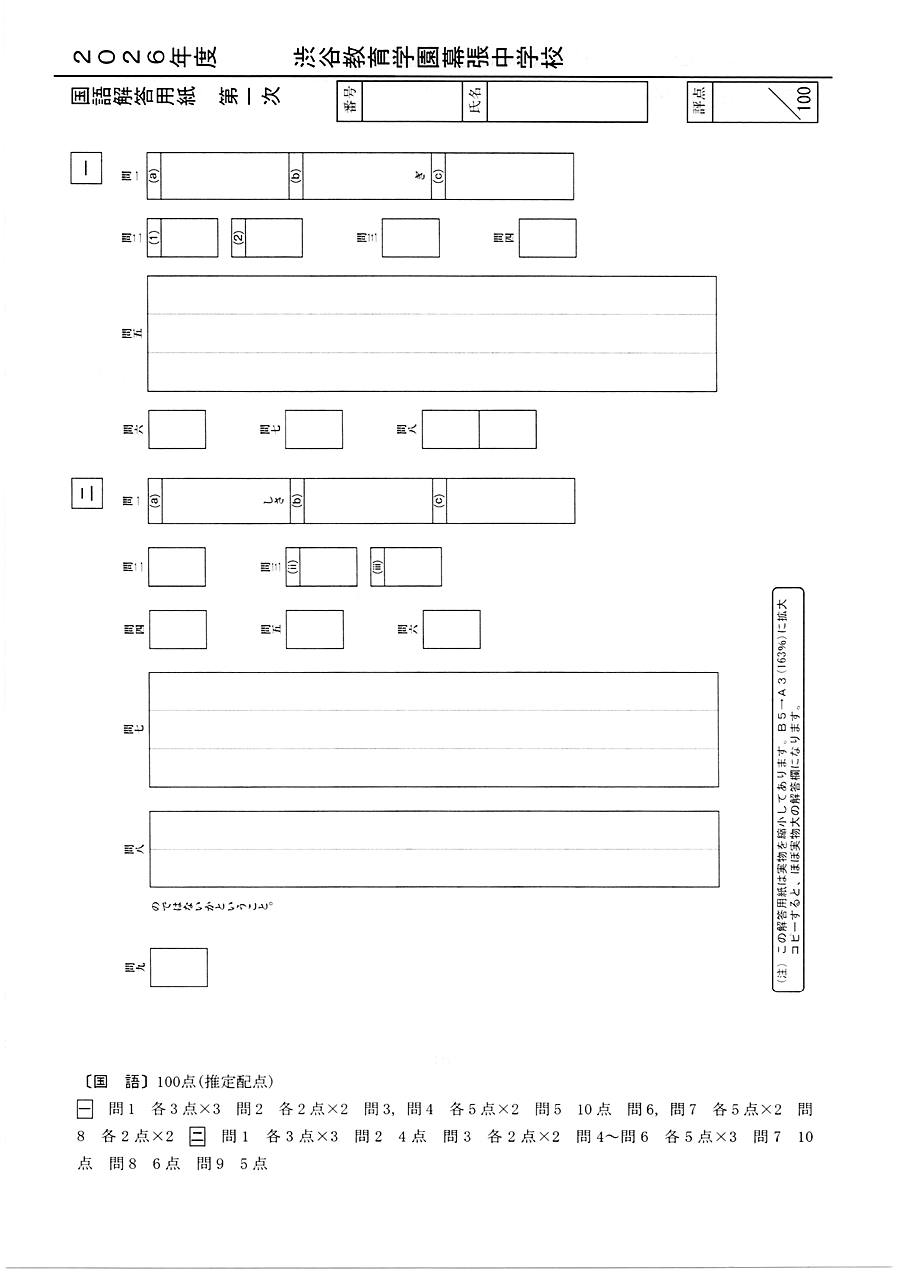 2026年度 渋谷教育学園幕張中学校
国語解答用紙 第一次
番号
氏名
評点
/100
一
問一 (a) (b) ぎ (c)
問二 (1) (2) 問三 問四
問五
問六 問七 問八
二
問一 (a) しき (b) (c)
問二 問三 (ii) (iii)
問四 問五 問六
問七
問八
のではないかということ。
問九
(注) この解答用紙は実物を縮小してあります。B5→A3(163%)に拡大
コピーすると、ほぼ実物大の解答欄になります。
〔国 語〕100点(推定配点)
一 問1 各3点×3 問2 各2点×2 問3, 問4 各5点×2 問5 10点 問6, 問7 各5点×2 問
8 各2点×2 二 問1 各3点×3 問2 4点 問3 各2点×2 問4〜問6 各5点×3 問7 10
点 問8 6点 問9 5点